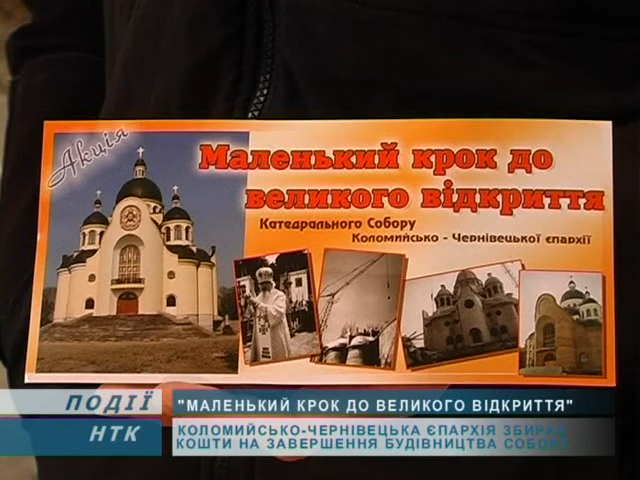 Акція
Маленький крок до
великого відкриття
Катедрального Собору
Коломийсько - Чернівецької єпархії
ПОДІЇ
НТК
"МАЛЕНЬКИЙ КРОК ДО ВЕЛИКОГО ВІДКРИТТЯ"
КОЛОМИЙСЬКО-ЧЕРНІВЕЦЬКА ЄПАРХІЯ ЗБИРАЄ
КОШТИ НА ЗАВЕРШЕННЯ БУДІВНИЦТВА СОБОРУ